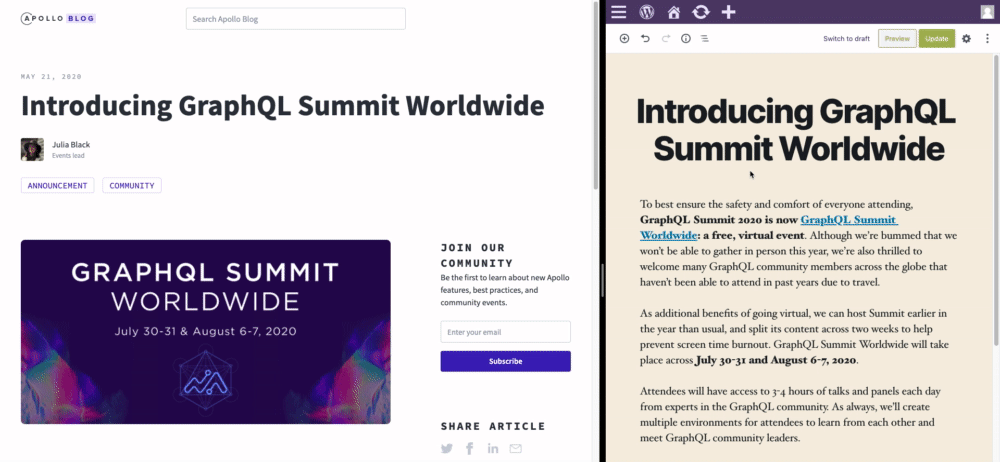 APOLLO BLOG
Search Apollo Blog
MAY 21, 2020
Introducing GraphQL Summit Worldwide
Julia Black
Events lead
ANNOUNCEMENT
COMMUNITY
GRAPHQL SUMMIT
WORLDWIDE
July 30-31 & August 6-7, 2020
JOIN OUR
COMMUNITY
Be the first to learn about new Apollo
features, best practices, and
community events.
Enter your email
Subscribe
SHARE ARTICLE
Switch to draft
Preview
Update
Introducing GraphQL
Summit Worldwide
To best ensure the safety and comfort of everyone attending,
GraphQL Summit 2020 is now GraphQL Summit
Worldwide: a free, virtual event. Although we’re bummed that we
won’t be able to gather in person this year, we’re also thrilled to
welcome many GraphQL community members across the globe that
haven’t been able to attend in past years due to travel.
As additional benefits of going virtual, we can host Summit earlier in
the year than usual, and split its content across two weeks to help
prevent screen time burnout. GraphQL Summit Worldwide will take
place across July 30-31 and August 6-7, 2020.
Attendees will have access to 3-4 hours of talks and panels each day
from experts in the GraphQL community. As always, we’ll create
multiple environments for attendees to learn from each other and
meet GraphQL community leaders.